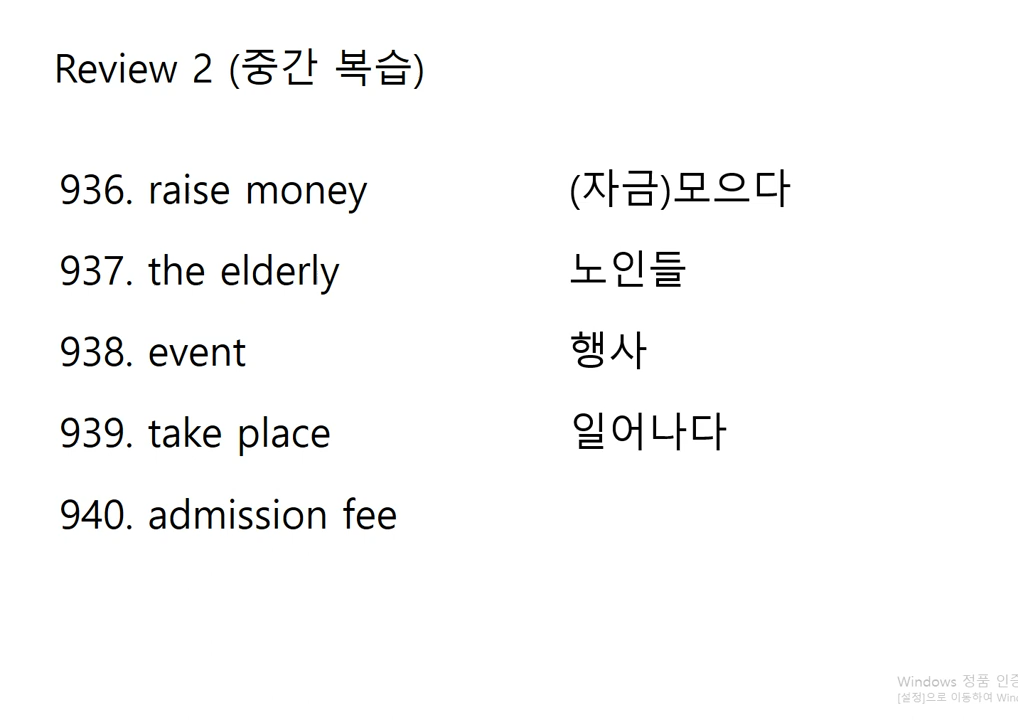 Review 2 (중간 복습)
936. raise money (자금)모으다
937. the elderly 노인들
938. event 행사
939. take place 일어나다
940. admission fee
Windows 정품 인증
[설정]으로 이동하여 Wind